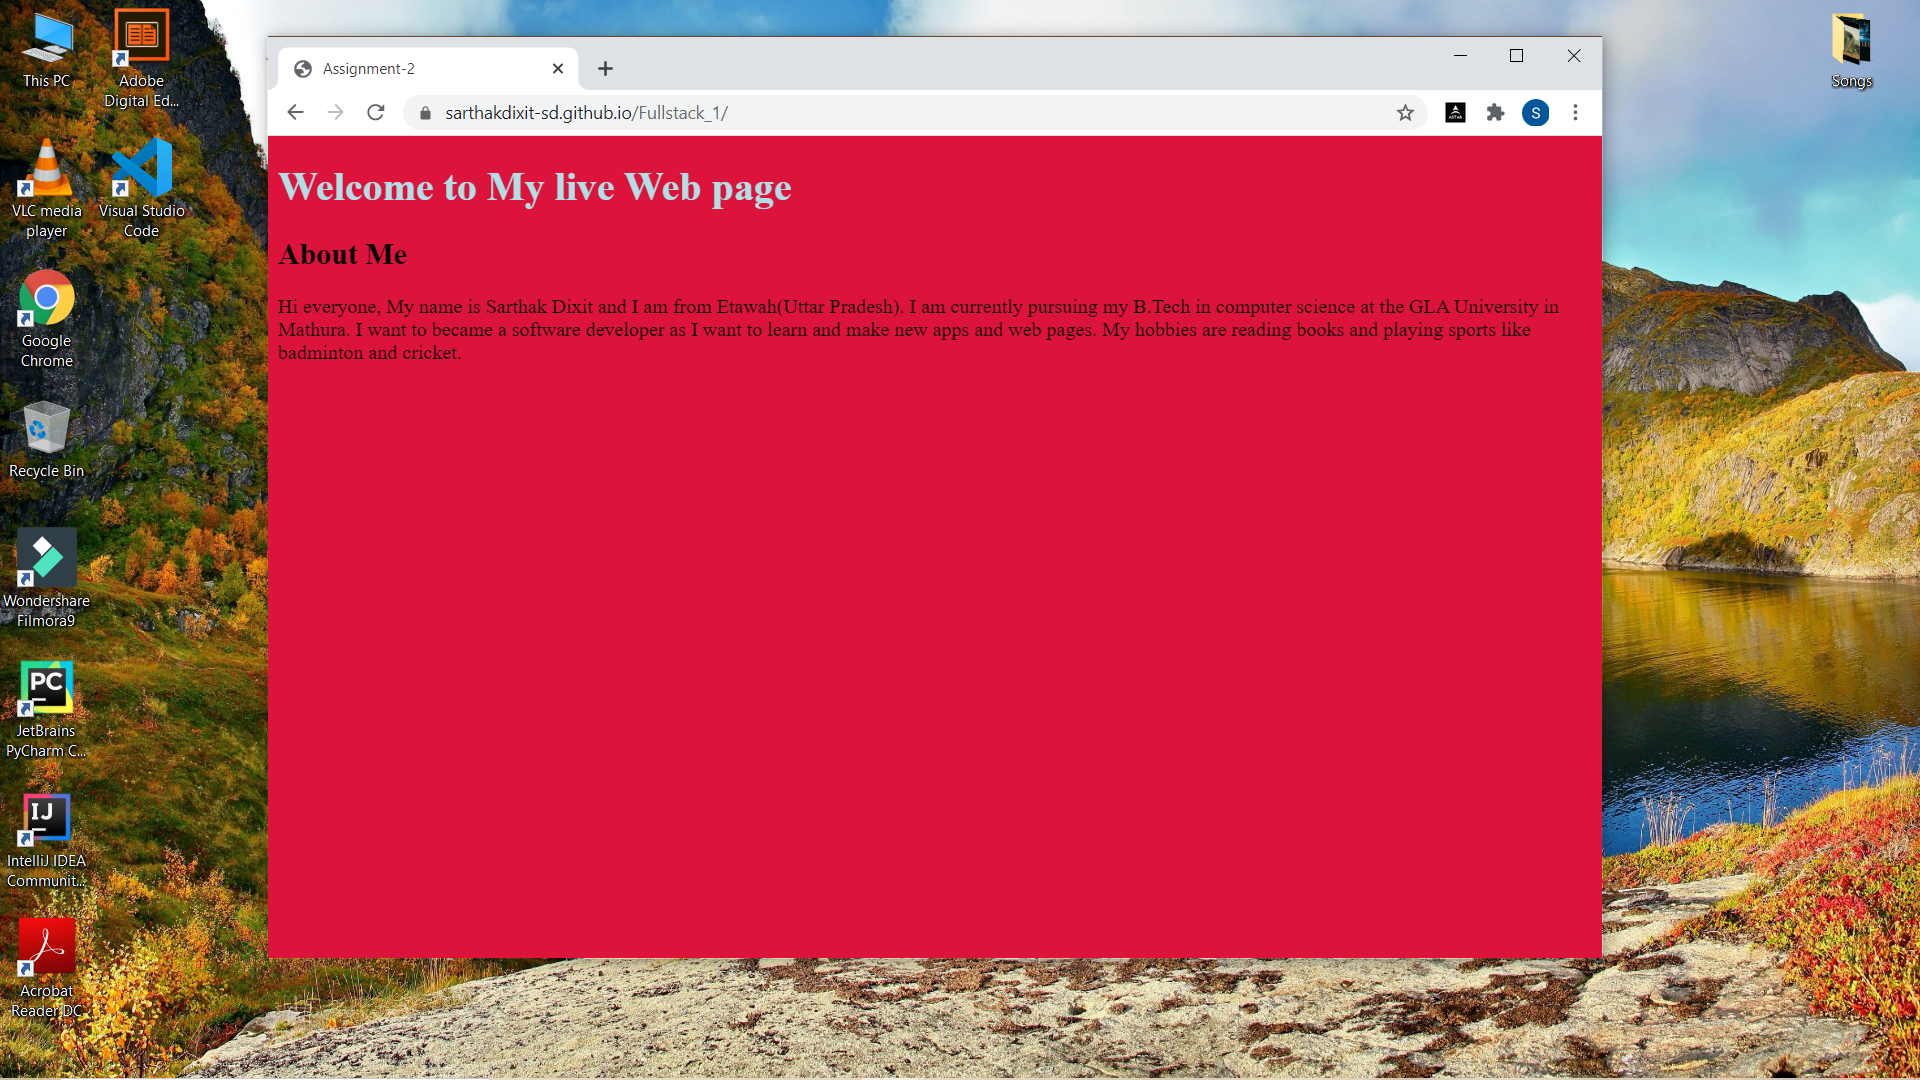 This PC
Adobe
Digital Ed...
VLC media
player
Visual Studio
Code
Google
Chrome
Recycle Bin
Wondershare
Filmora9
PC
JetBrains
PyCharm C...
IJ
IntelliJ IDEA
Communit...
Acrobat
Reader DC
Songs
Assignment-2
sarthakdixit-sd.github.io/Fullstack_1/
S
Welcome to My live Web page
About Me
Hi everyone, My name is Sarthak Dixit and I am from Etawah(Uttar Pradesh). I am currently pursuing my B.Tech in computer science at the GLA University in
Mathura. I want to became a software developer as I want to learn and make new apps and web pages. My hobbies are reading books and playing sports like
badminton and cricket.